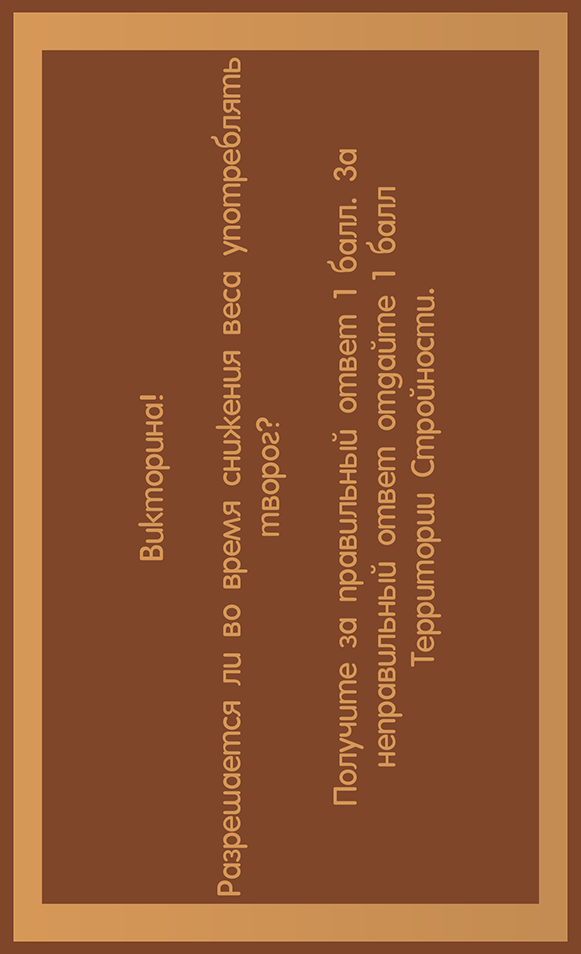 Викторина!
Разрешается ли во время снижения веса употреблять
творог?
Получите за правильный ответ 1 балл. За
неправильный ответ отдайте 1 балл
Территории Стройности.